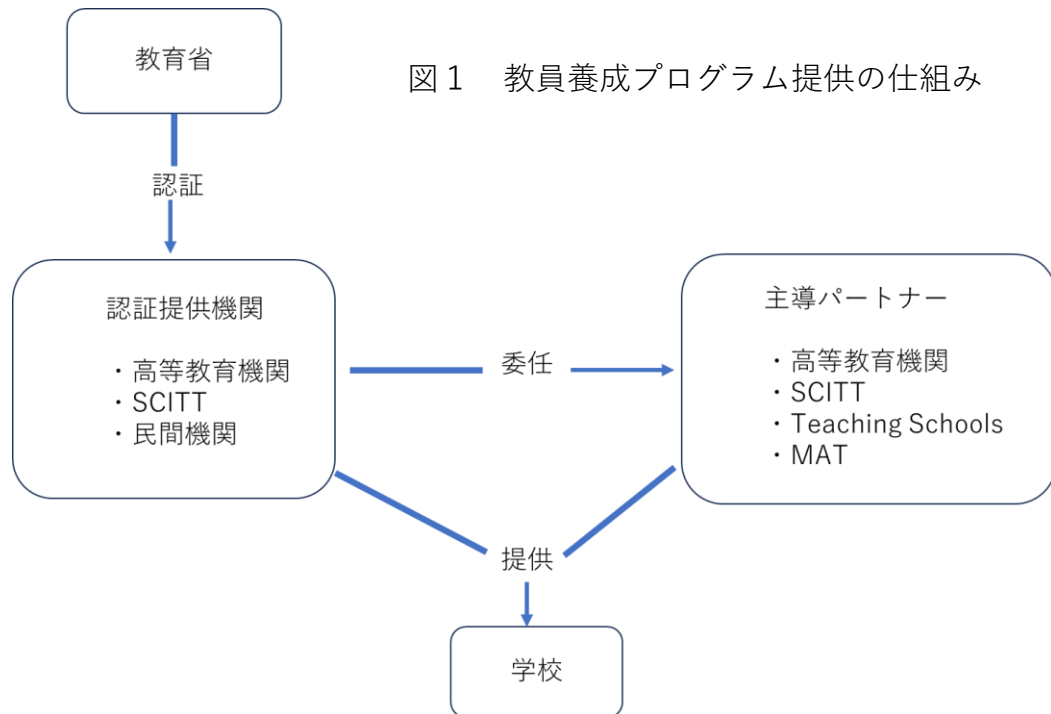 教育省
図１　教員養成プログラム提供の仕組み
認証
認証提供機関
・高等教育機関
・SCITT
・民間機関
委任
主導パートナー
・高等教育機関
・SCITT
・Teaching Schools
・MAT
提供
学校